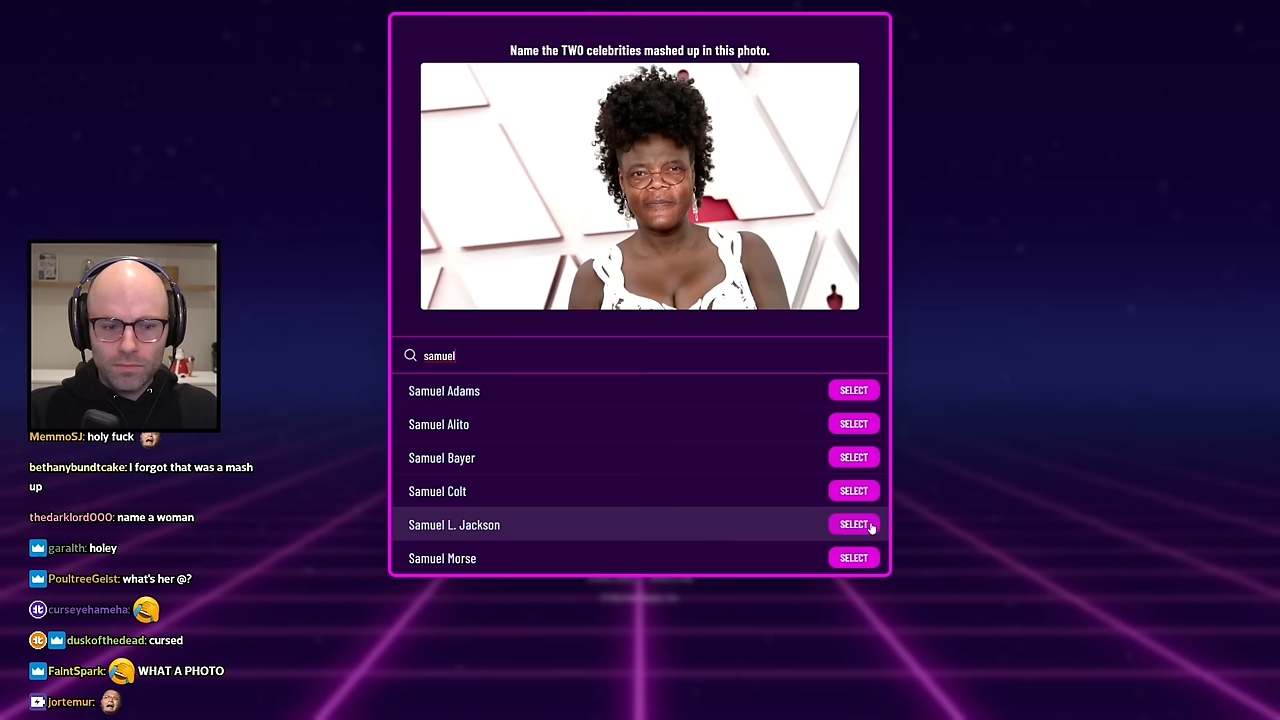 Name the TWO celebrities mashed up in this photo.
samuel
Samuel Adams SELECT
Samuel Alito SELECT
Samuel Bayer SELECT
Samuel Colt SELECT
Samuel L. Jackson SELECT
Samuel Morse SELECT
MemmoSJ: holy fuck
bethanybundtcake: I forgot that was a mash
up
thedarklord000: name a woman
garalth: holey
PoultreeGeist: what's her @?
curseyehameha:
duskofthedead: cursed
FaintSpark: WHAT A PHOTO
Jortemur: